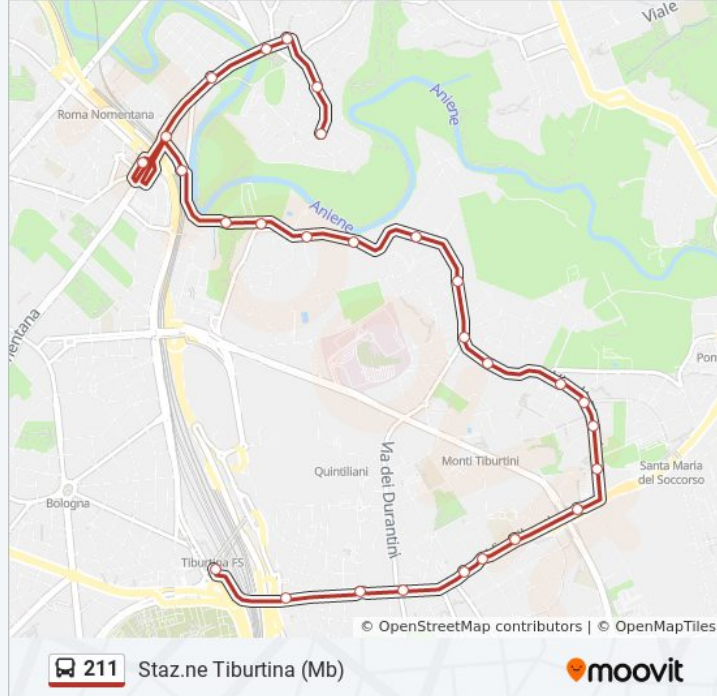 Viale
Roma Nomentana
Aniene
Aniene
mentana
Pon
Monti Tiburtini
Santa Maria
del Soccorso
Quintiliani
Via dei Durantini
Bologna
Tiburtina FS
© OpenStreetMap contributors | © OpenMapTiles
211 Staz.ne Tiburtina (Mb)
moovit